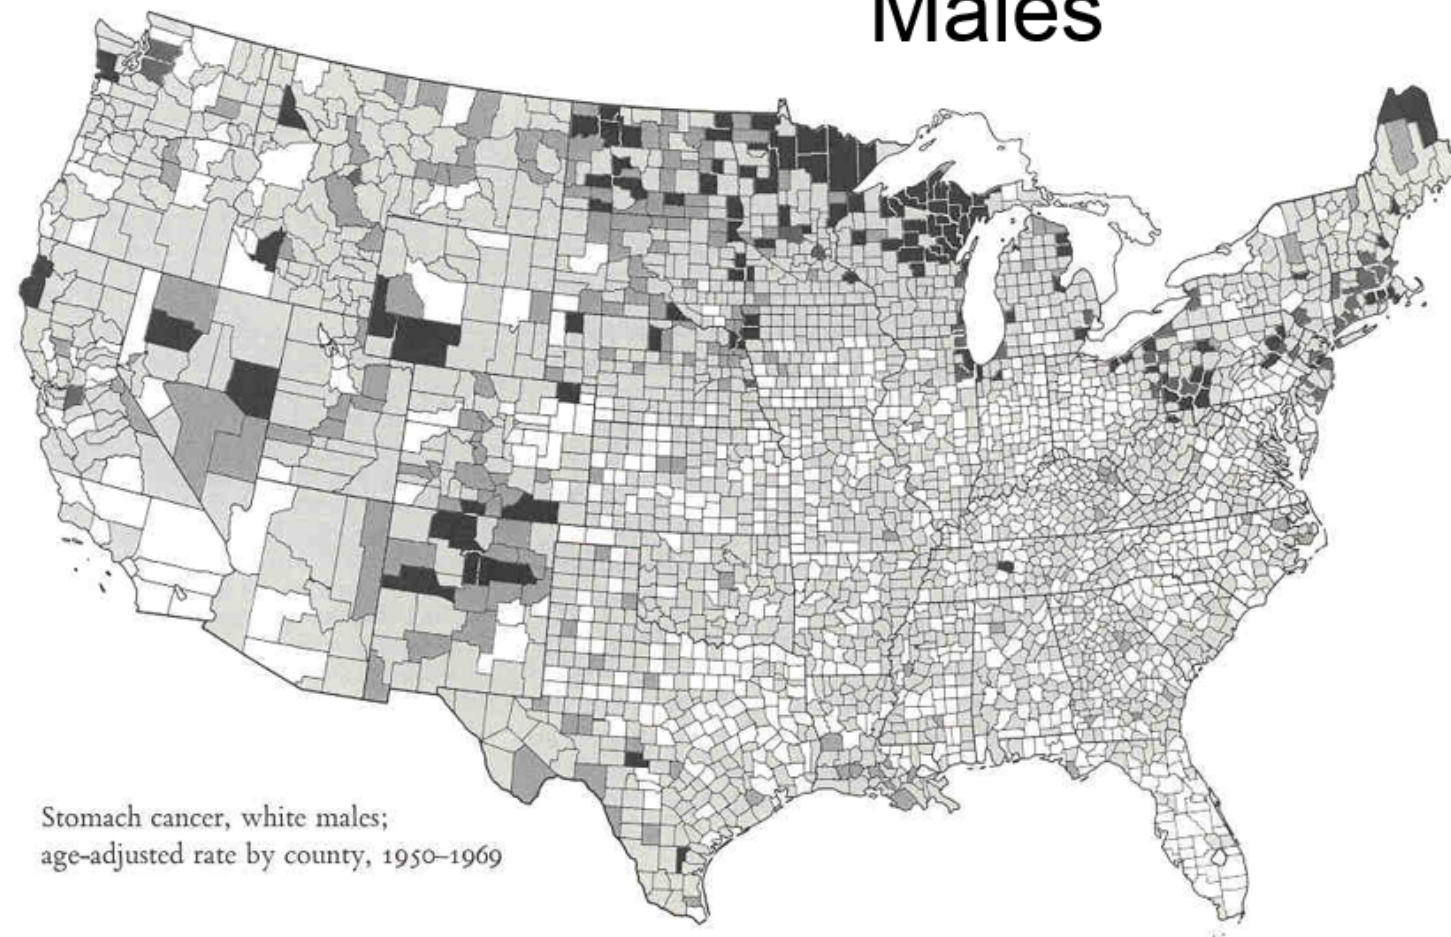 Males
Stomach cancer, white males;
age-adjusted rate by county, 1950–1969